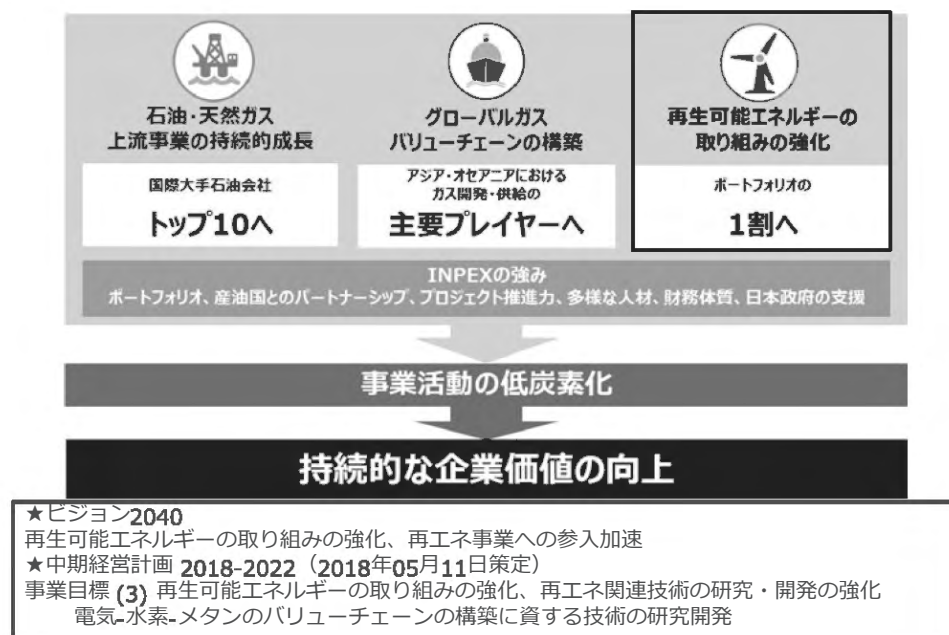 石油・天然ガス
上流事業の持続的成長
国際大手石油会社
トップ10へ
グローバルガス
バリューチェーンの構築
アジア・オセアニアにおける
ガス開発・供給の
主要プレイヤーへ
再生可能エネルギーの
取り組みの強化
ポートフォリオの
1割へ
INPEXの強み
ポートフォリオ、産油国とのパートナーシップ、プロジェクト推進力、多様な人材、財務体質、日本政府の支援
事業活動の低炭素化
持続的な企業価値の向上
★ビジョン2040
再生可能エネルギーの取り組みの強化、再エネ事業への参入加速
★中期経営計画 2018-2022（2018年05月11日策定）
事業目標 (3) 再生可能エネルギーの取り組みの強化、再エネ関連技術の研究・開発の強化
電気-水素-メタンのバリューチェーンの構築に資する技術の研究開発